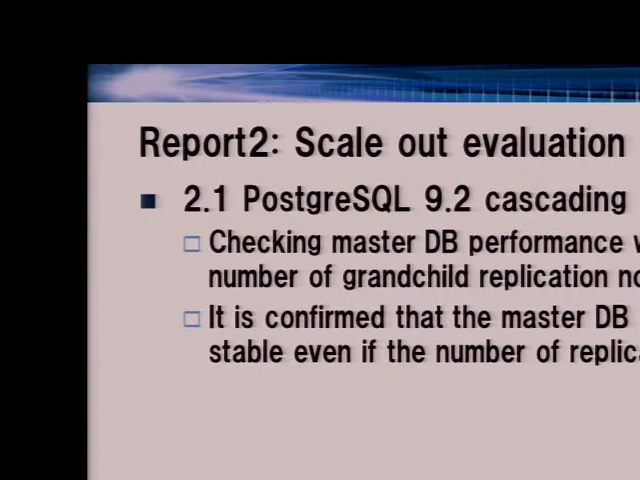 Report2: Scale out evaluation
2.1 PostgreSQL 9.2 cascading
Checking master DB performance
number of grandchild replication
It is confirmed that the master DB
stable even if the number of